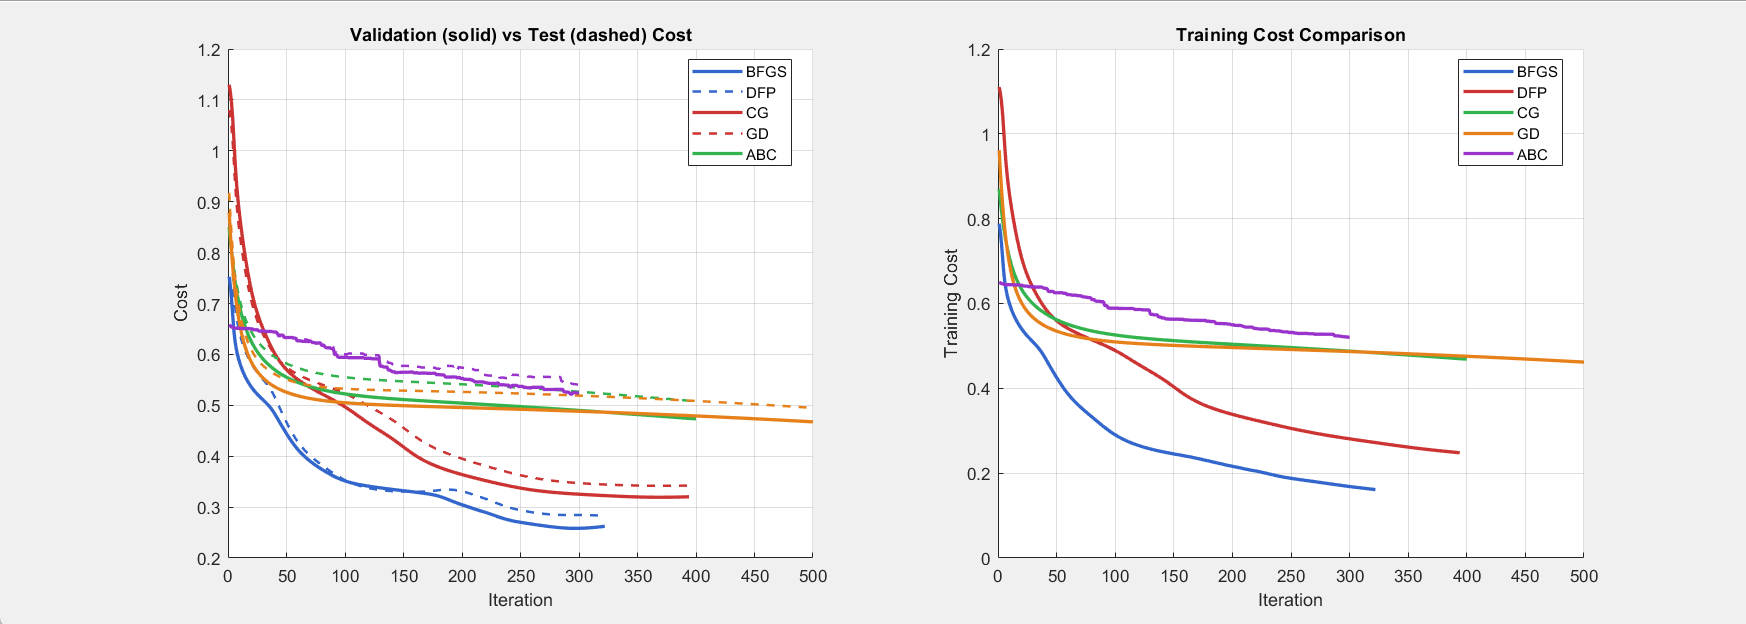 Validation (solid) vs Test (dashed) Cost
1.2
1.1
1
0.9
0.8
0.7
0.6
0.5
0.4
0.3
0.2
Cost
0 50 100 150 200 250 300 350 400 450 500
Iteration
BFGS
DFP
CG
GD
ABC
Training Cost Comparison
1.2
1
0.8
0.6
0.4
0.2
0
Training Cost
0 50 100 150 200 250 300 350 400 450 500
Iteration
BFGS
DFP
CG
GD
ABC